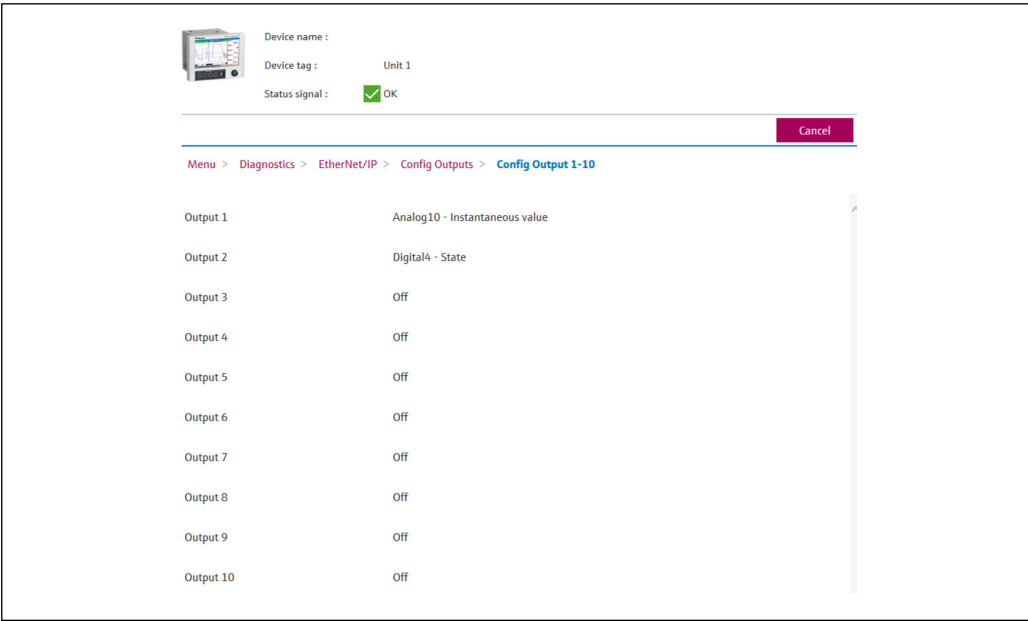 Device name :
Device tag : Unit 1
Status signal : OK
Cancel
Menu > Diagnostics > EtherNet/IP > Config Outputs > Config Output 1-10
Output 1 Analog10 - Instantaneous value
Output 2 Digital4 - State
Output 3 Off
Output 4 Off
Output 5 Off
Output 6 Off
Output 7 Off
Output 8 Off
Output 9 Off
Output 10 Off